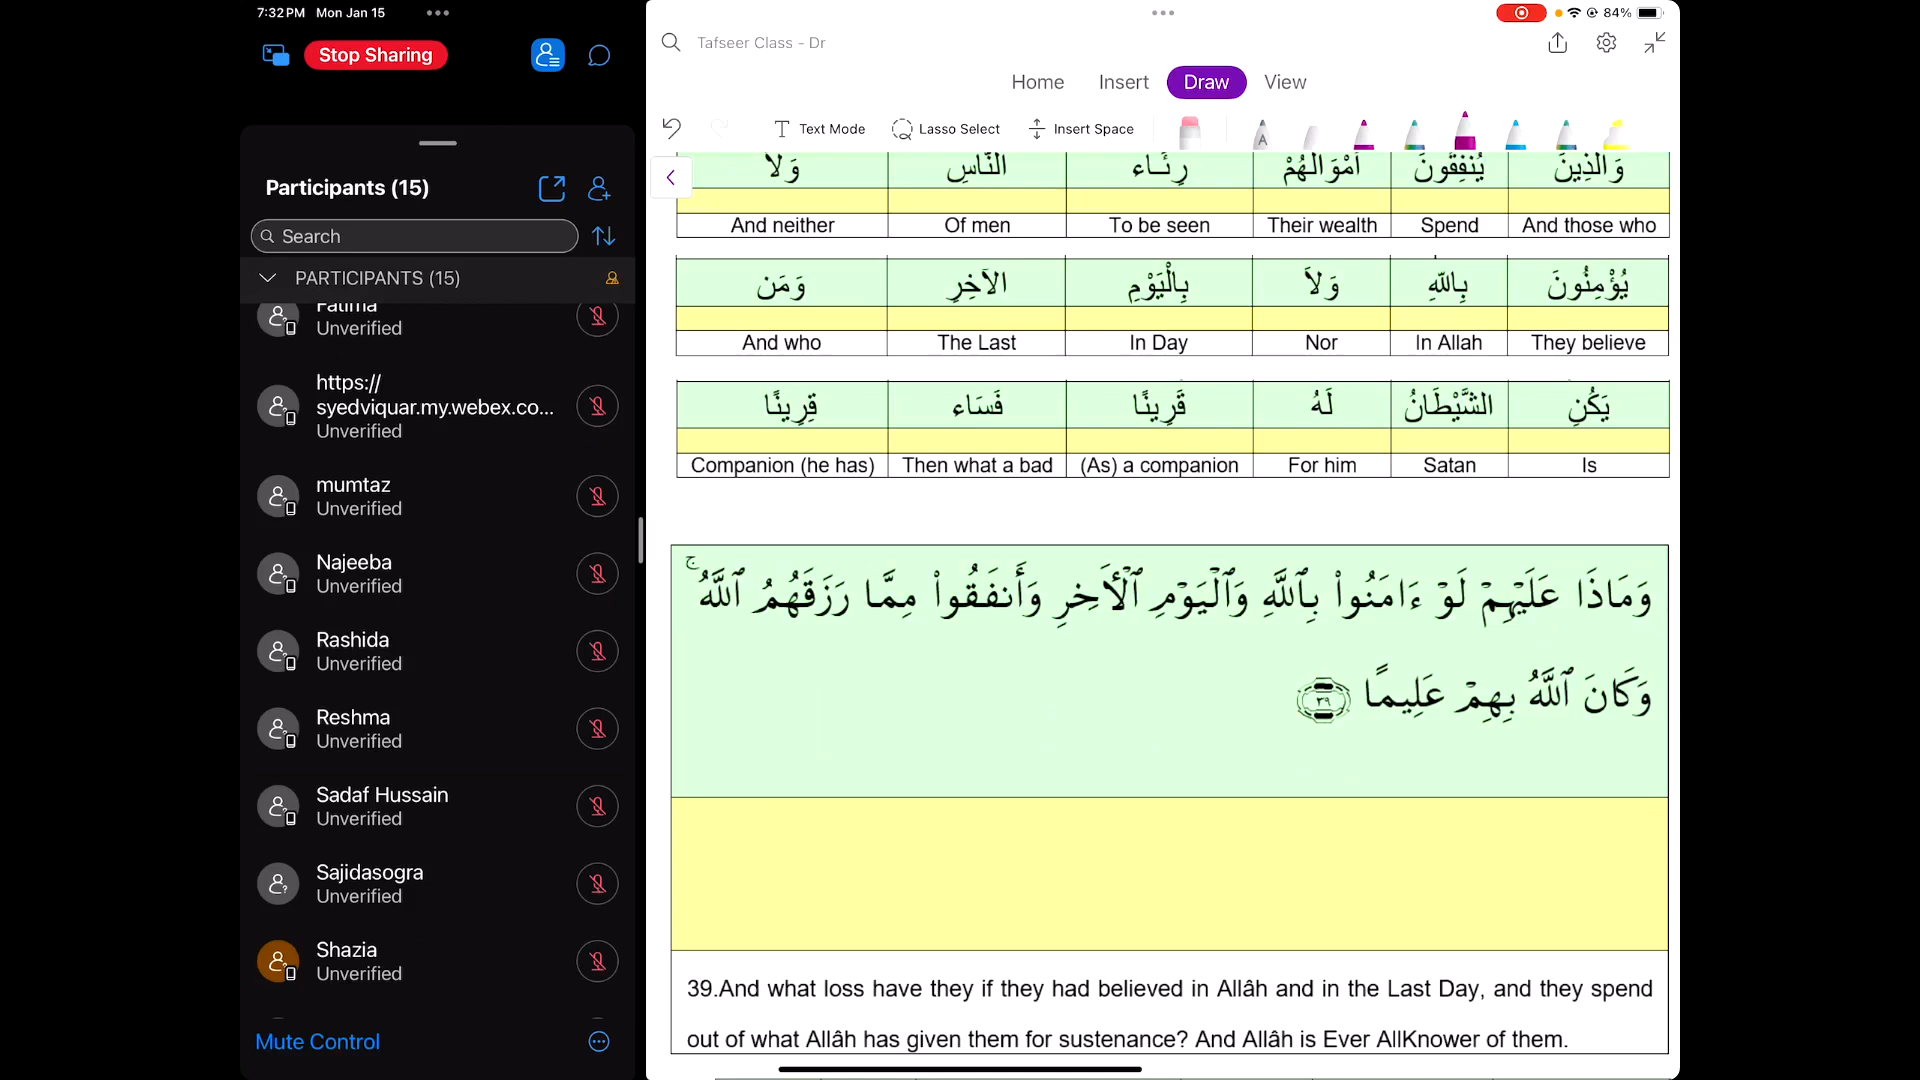 7:32 PM Mon Jan 15
Stop Sharing
Participants (15)
Search
PARTICIPANTS (15)
Fatima
Unverified
https://
syedviquar.my.webex.co...
Unverified
mumtaz
Unverified
Najeeba
Unverified
Rashida
Unverified
Reshma
Unverified
Sadaf Hussain
Unverified
Sajidasogra
Unverified
Shazia
Unverified
Mute Control
84%
Tafseer Class - Dr
Home Insert Draw View
Text Mode Lasso Select Insert Space
وَالَّذِينَ يُنْفِقُونَ أَمْوَالَهُمْ رِئَاء النَّاسِ وَلَا
And neither Of men To be seen Their wealth Spend And those who
يُؤْمِنُونَ بِاللّهِ وَلاَ بِالْيَوْمِ الآخِرِ وَمَن
And who The Last In Day Nor In Allah They believe
يَكُنِ الشَّيْطَانُ لَهُ قَرِينًا فَسَاء قِرِينًا
Companion (he has) Then what a bad (As) a companion For him Satan Is
وَمَاذَا عَلَيْهِمْ لَوْ ءَامَنُوا۟ بِٱللَّهِ وَٱلْيَوْمِ ٱلْأَخِرِ وَأَنفَقُوا۟ مِمَّا رَزَقَهُمُ ٱللَّهُ ۚ
وَكَانَ ٱللَّهُ بِهِمْ عَلِيمًا ٣٩
39.And what loss have they if they had believed in Allâh and in the Last Day, and they spend
out of what Allâh has given them for sustenance? And Allâh is Ever AllKnower of them.